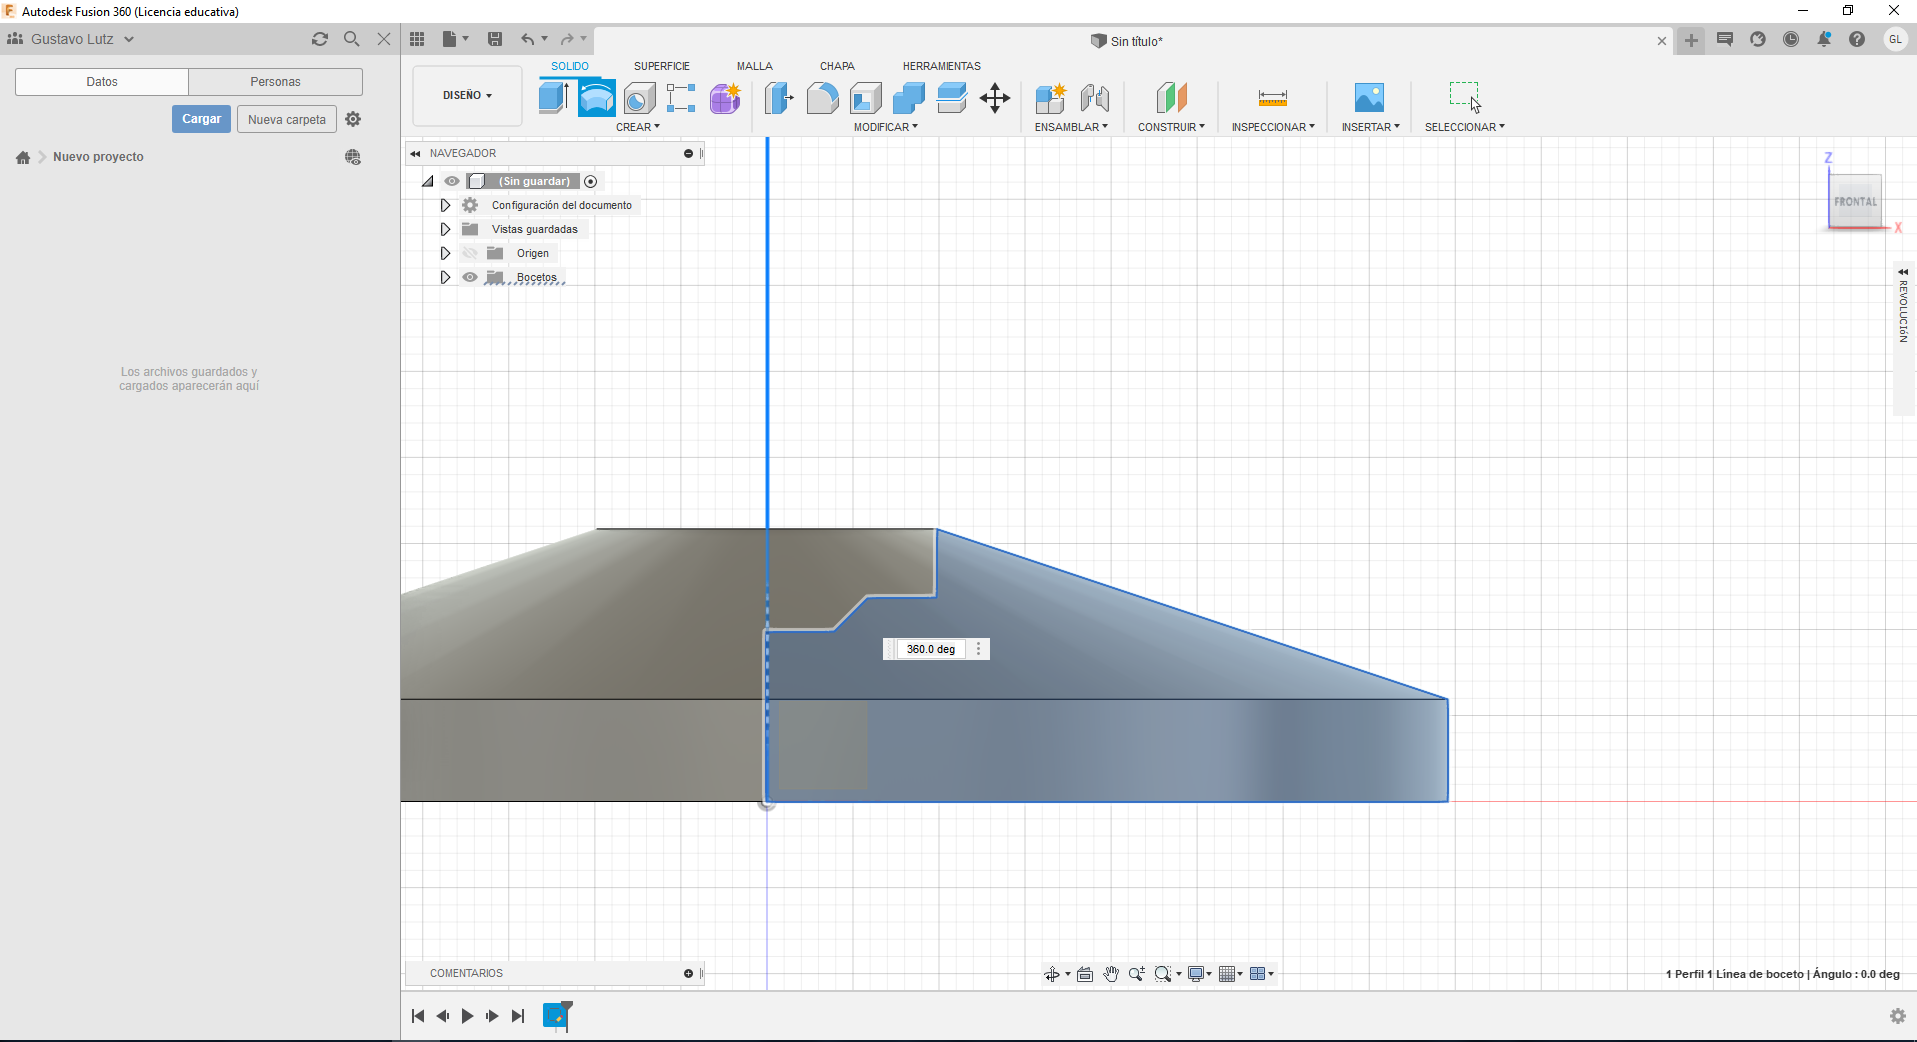 Autodesk Fusion 360 (Licencia educativa)
Gustavo Lutz
Sin título*
GL
Datos
Personas
Cargar
Nueva carpeta
Nuevo proyecto
Los archivos guardados y
cargados aparecerán aquí
SOLIDO
SUPERFICIE
MALLA
CHAPA
HERRAMIENTAS
DISEÑO
CREAR
MODIFICAR
ENSAMBLAR
CONSTRUIR
INSPECCIONAR
INSERTAR
SELECCIONAR
NAVEGADOR
(Sin guardar)
Configuración del documento
Vistas guardadas
Origen
Bocetos
Z
FRONTAL
X
REVOLUCIóN
360.0 deg
COMENTARIOS
1 Perfil 1 Línea de boceto | Ángulo : 0.0 deg